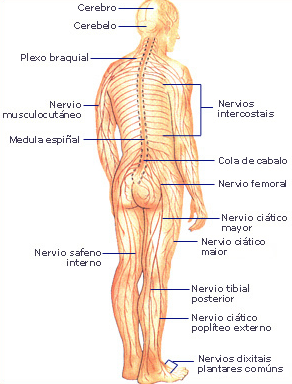 Cerebro
Cerebelo
Plexo braquial
Nervio
musculocutáneo
Nervios
intercostais
Medula espiñal
Cola de cabalo
Nervio femoral
Nervio ciático
mayor
Nervio ciático
maior
Nervio safeno
interno
Nervio tibial
posterior
Nervio ciático
poplíteo externo
Nervios dixitais
plantares comúns